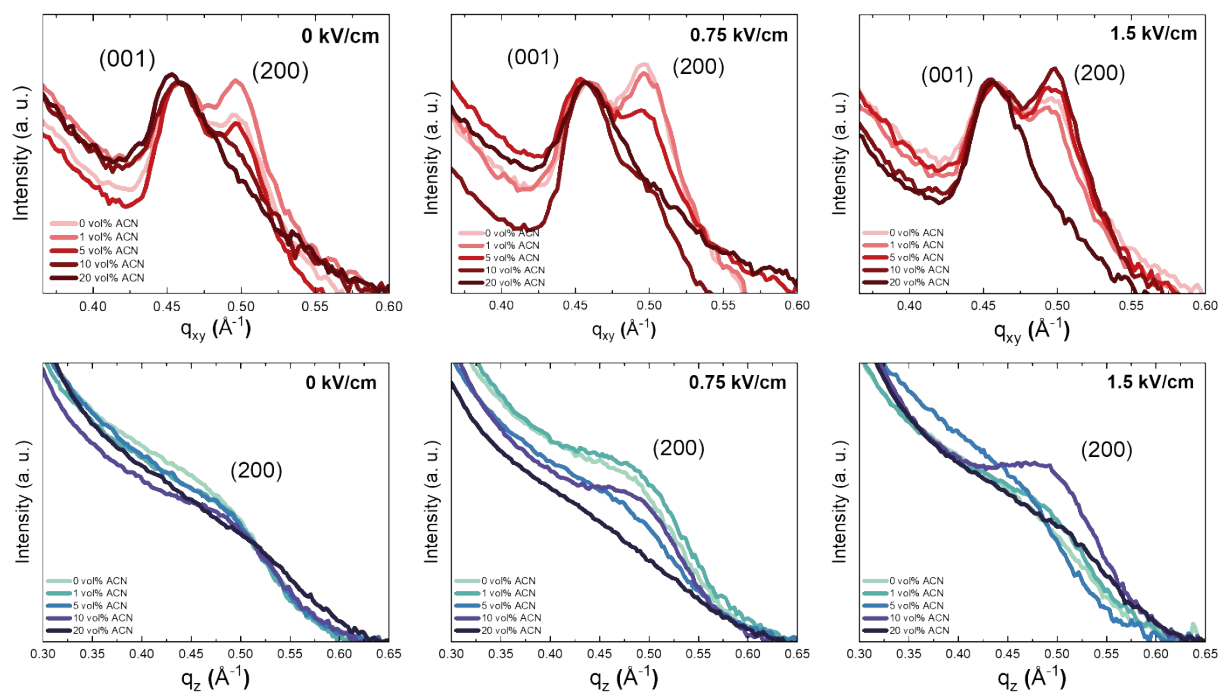 0 kV/cm
(001)
(200)
Intensity (a. u.)
0 vol% ACN
1 vol% ACN
5 vol% ACN
10 vol% ACN
20 vol% ACN
0.40 0.45 0.50 0.55 0.60
qxy (Å-1)
0.75 kV/cm
(001)
(200)
Intensity (a. u.)
0 vol% ACN
1 vol% ACN
5 vol% ACN
10 vol% ACN
20 vol% ACN
0.40 0.45 0.50 0.55 0.60
qxy (Å-1)
1.5 kV/cm
(001)
(200)
Intensity (a. u.)
0 vol% ACN
1 vol% ACN
5 vol% ACN
10 vol% ACN
20 vol% ACN
0.40 0.45 0.50 0.55 0.60
qxy (Å-1)
0 kV/cm
(200)
Intensity (a. u.)
0 vol% ACN
1 vol% ACN
5 vol% ACN
10 vol% ACN
20 vol% ACN
0.30 0.35 0.40 0.45 0.50 0.55 0.60 0.65
qz (Å-1)
0.75 kV/cm
(200)
Intensity (a. u.)
0 vol% ACN
1 vol% ACN
5 vol% ACN
10 vol% ACN
20 vol% ACN
0.30 0.35 0.40 0.45 0.50 0.55 0.60 0.65
qz (Å-1)
1.5 kV/cm
(200)
Intensity (a. u.)
0 vol% ACN
1 vol% ACN
5 vol% ACN
10 vol% ACN
20 vol% ACN
0.30 0.35 0.40 0.45 0.50 0.55 0.60 0.65
qz (Å-1)